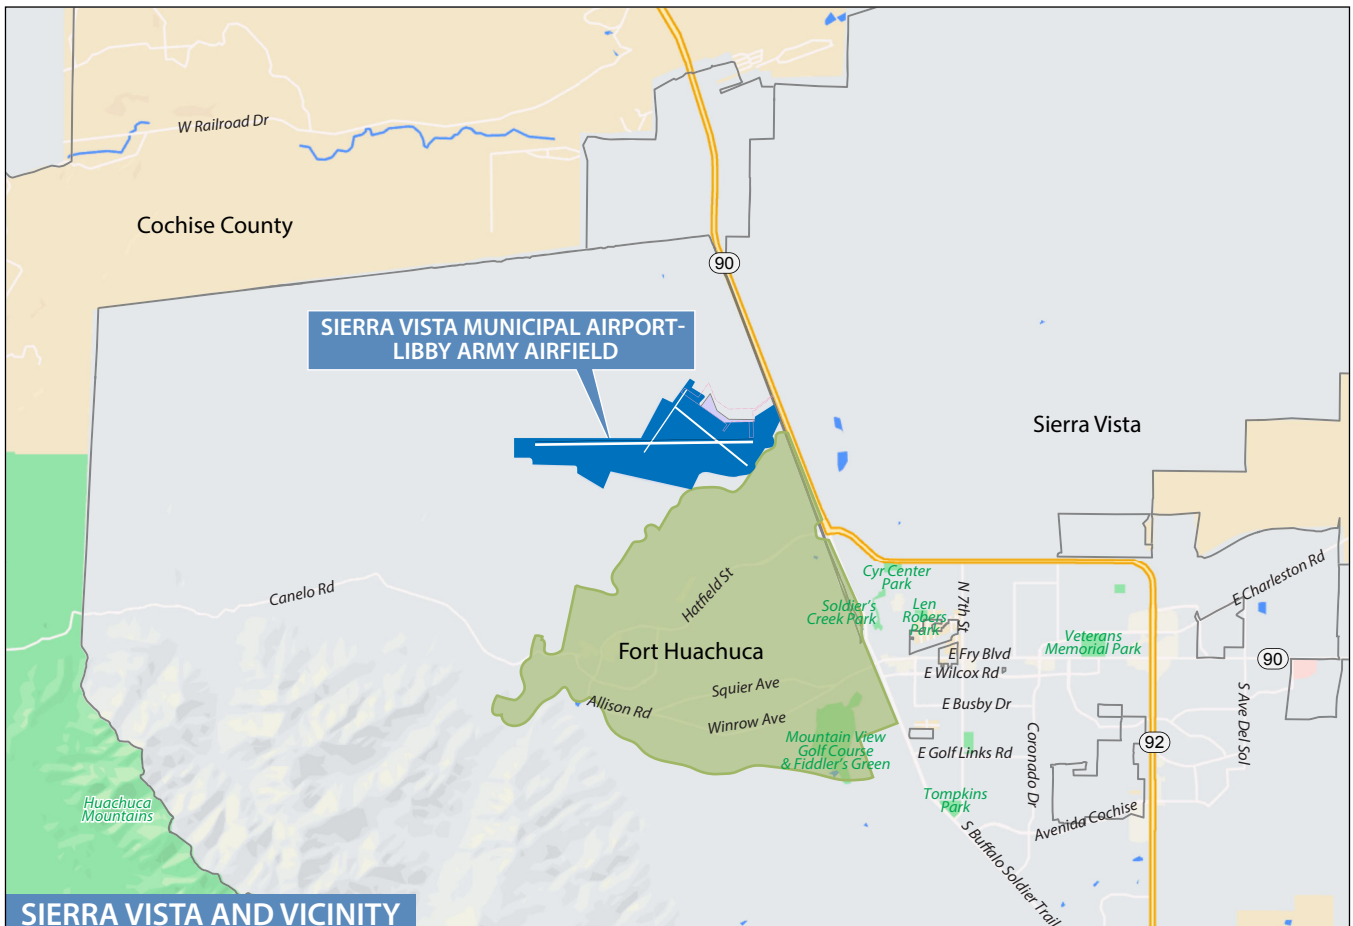 W Railroad Dr
Cochise County
90
SIERRA VISTA MUNICIPAL AIRPORT-
LIBBY ARMY AIRFIELD
Sierra Vista
Canelo Rd
Hatfield St
Cyr Center
Park
Soldier's
Creek Park
Len
Robers
Park
N 7th St
E Charleston Rd
Veterans
Memorial Park
Fort Huachuca
E Fry Blvd
90
E Wilcox Rd
Squier Ave
Allison Rd
E Busby Dr
S Ave Del Sol
Winrow Ave
Mountain View
Golf Course
& Fiddler's Green
E Golf Links Rd
Coronado Dr
92
Huachuca
Mountains
Tompkins
Park
Avenida Cochise
S Buffalo Soldier Trail
SIERRA VISTA AND VICINITY